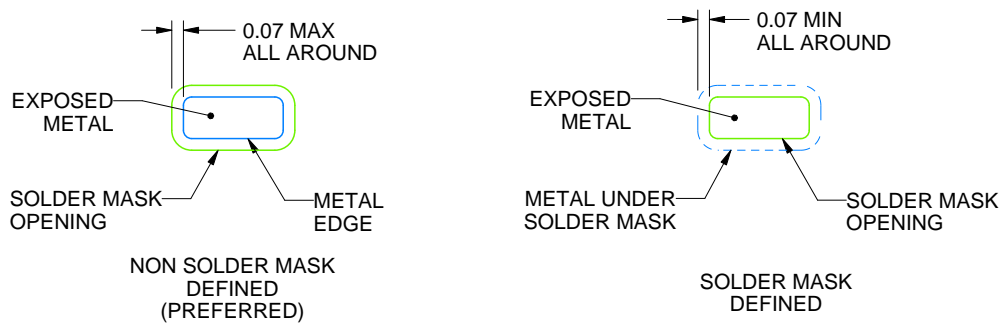 0.07 MAX
ALL AROUND
EXPOSED
METAL
SOLDER MASK
OPENING
METAL
EDGE
NON SOLDER MASK
DEFINED
(PREFERRED)
0.07 MIN
ALL AROUND
EXPOSED
METAL
METAL UNDER
SOLDER MASK
SOLDER MASK
OPENING
SOLDER MASK
DEFINED